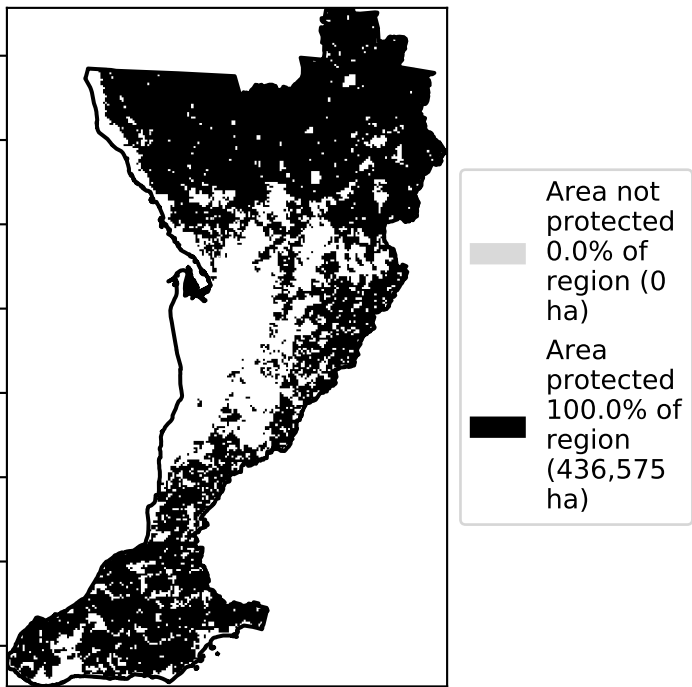 Area not
protected
0.0% of
region (0
ha)
Area
protected
100.0% of
region
(436,575
ha)